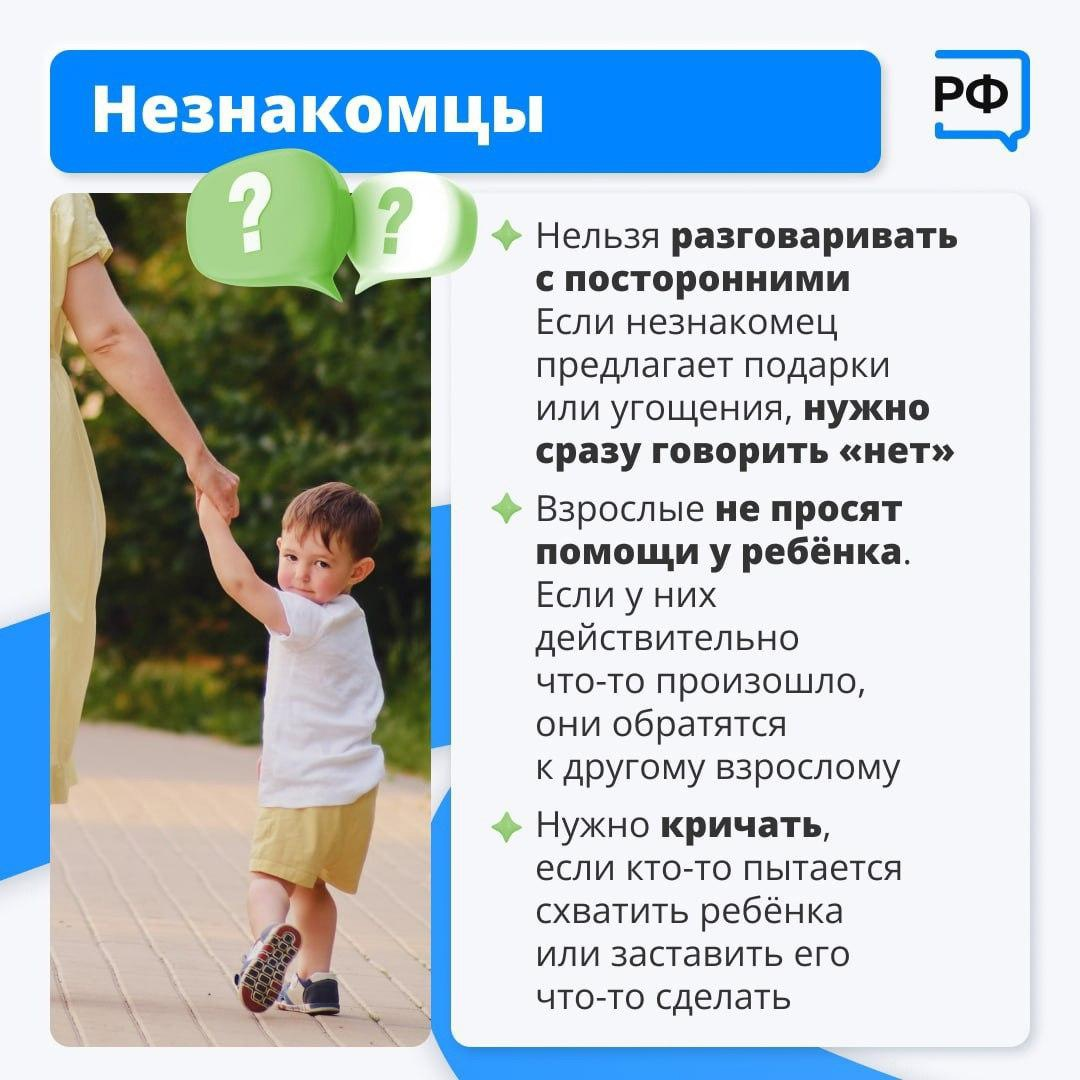 Незнакомцы
РФ
? ?
Нельзя разговаривать
с посторонними
Если незнакомец
предлагает подарки
или угощения, нужно
сразу говорить «нет»
Взрослые не просят
помощи у ребёнка.
Если у них
действительно
что-то произошло,
они обратятся
к другому взрослому
Нужно кричать,
если кто-то пытается
схватить ребёнка
или заставить его
что-то сделать